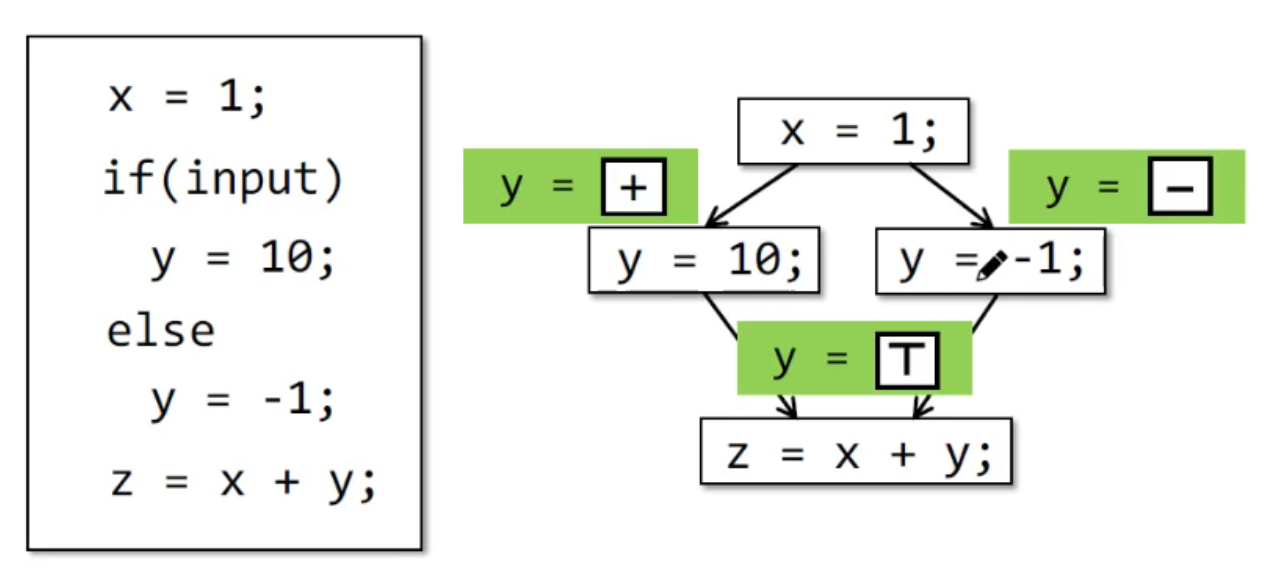 x = 1;
if(input)
y = 10;
else
y = -1;
z = x + y;
x = 1;
y = +
y = −
y = 10;
y = -1;
y = ⊤
z = x + y;